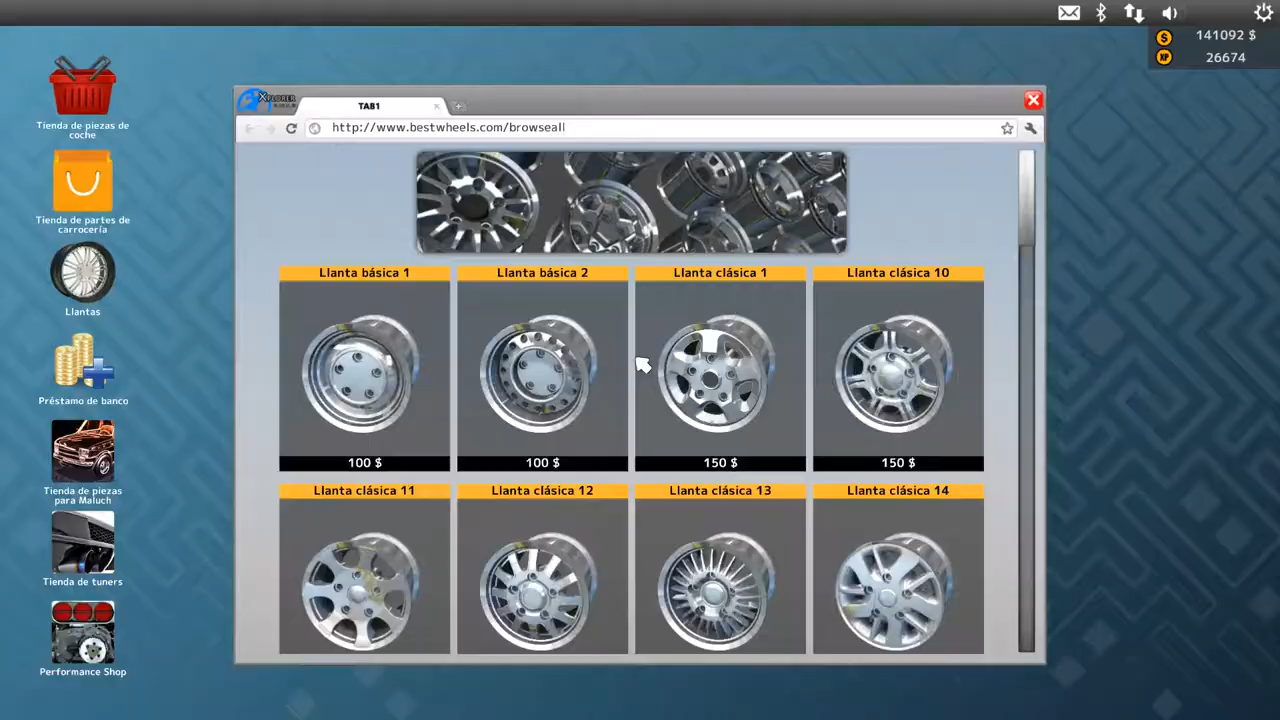 141092 $
XP
26674
Tienda de piezas de
coche
Tienda de partes de
carrocería
Llantas
Préstamo de banco
Tienda de piezas
para Maluch
Tienda de tuners
Performance Shop
XPLORER
TAB1
http://www.bestwheels.com/browseall
Llanta básica 1
Llanta básica 2
Llanta clásica 1
Llanta clásica 10
100 $
100 $
150 $
150 $
Llanta clásica 11
Llanta clásica 12
Llanta clásica 13
Llanta clásica 14